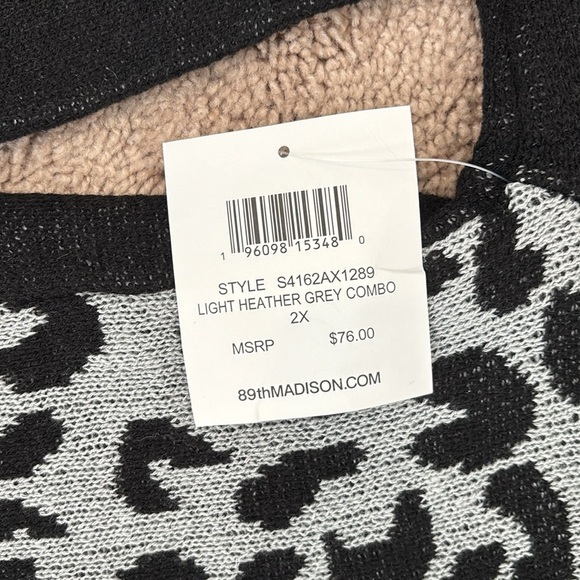 1 96098 15348 0
STYLE S4162AX1289
LIGHT HEATHER GREY COMBO
2X
MSRP $76.00
89thMADISON.COM